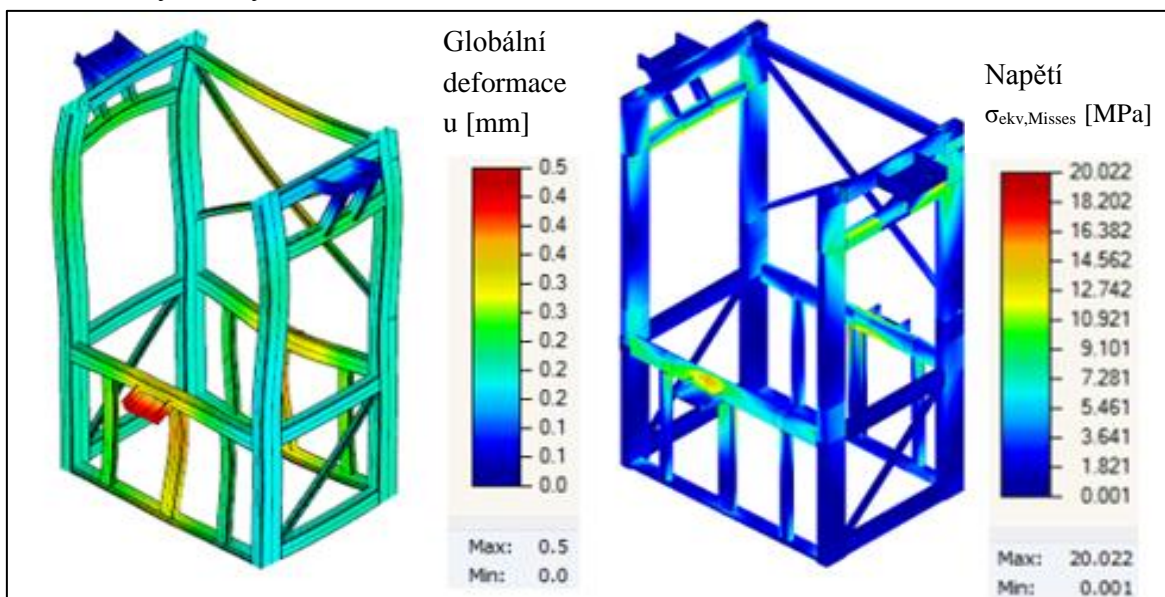 Globální
deformace
u [mm]
0.5
0.4
0.4
0.4
0.3
0.3
0.2
0.2
0.2
0.1
0.1
0.0
Max: 0.5
Min: 0.0
Napětí
σekv,Misses [MPa]
20.022
18.202
16.382
14.562
12.742
10.921
9.101
7.281
5.461
3.641
1.821
0.001
Max: 20.022
Min: 0.001